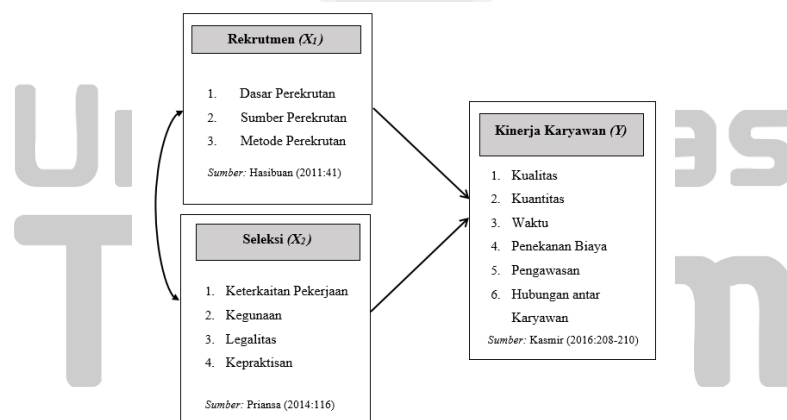 Rekrutmen (X1)
1. Dasar Perekrutan
2. Sumber Perekrutan
3. Metode Perekrutan
Sumber: Hasibuan (2011:41)
Seleksi (X2)
1. Keterkaitan Pekerjaan
2. Kegunaan
3. Legalitas
4. Kepraktisan
Sumber: Priansa (2014:116)
Kinerja Karyawan (Y)
1. Kualitas
2. Kuantitas
3. Waktu
4. Penekanan Biaya
5. Pengawasan
6. Hubungan antar
Karyawan
Sumber: Kasmir (2016:208-210)